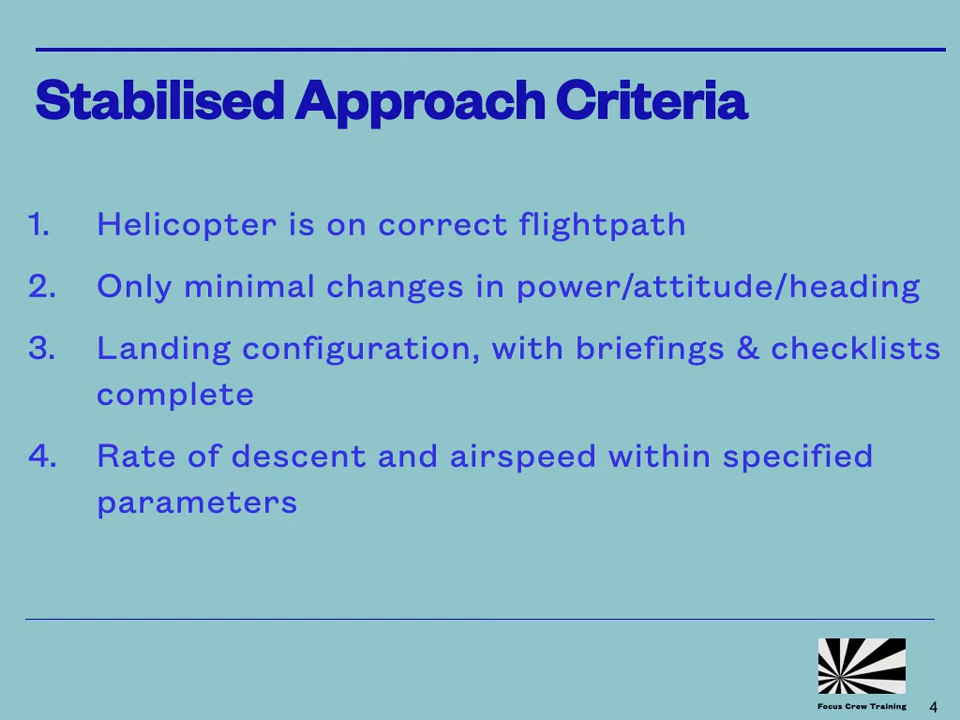 Stabilised Approach Criteria
1. Helicopter is on correct flightpath
2. Only minimal changes in power/attitude/heading
3. Landing configuration, with briefings & checklists
complete
4. Rate of descent and airspeed within specified
parameters
Focus Crew Training
4